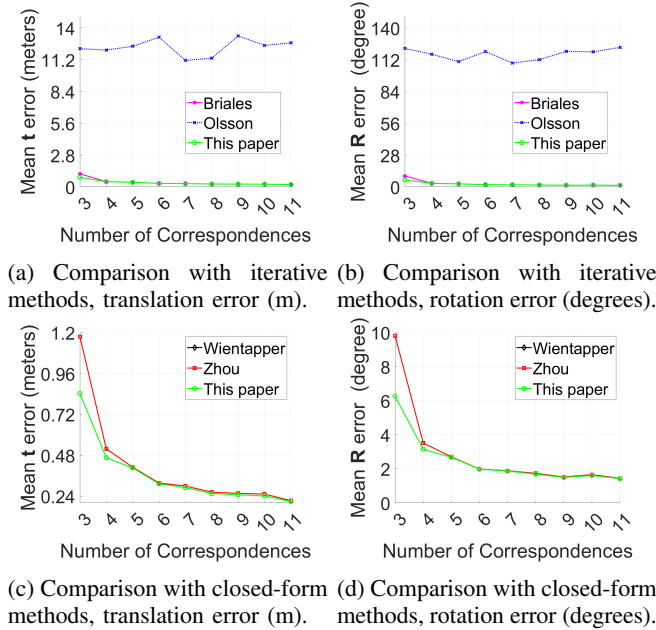 14
11.2
8.4
5.6
2.8
0
Mean t error (meters)
Briales
Olsson
This paper
3 4 5 6 7 8 9 10 11
Number of Correspondences
140
112
84
56
28
0
Mean R error (degree)
Briales
Olsson
This paper
3 4 5 6 7 8 9 10 11
Number of Correspondences
(a) Comparison with iterative
methods, translation error (m).
(b) Comparison with iterative
methods, rotation error (degrees).
1.2
0.96
0.72
0.48
0.24
Mean t error (meters)
Wientapper
Zhou
This paper
3 4 5 6 7 8 9 10 11
Number of Correspondences
10
8
6
4
2
0
Mean R error (degree)
Wientapper
Zhou
This paper
3 4 5 6 7 8 9 10 11
Number of Correspondences
(c) Comparison with closed-form
methods, translation error (m).
(d) Comparison with closed-form
methods, rotation error (degrees).